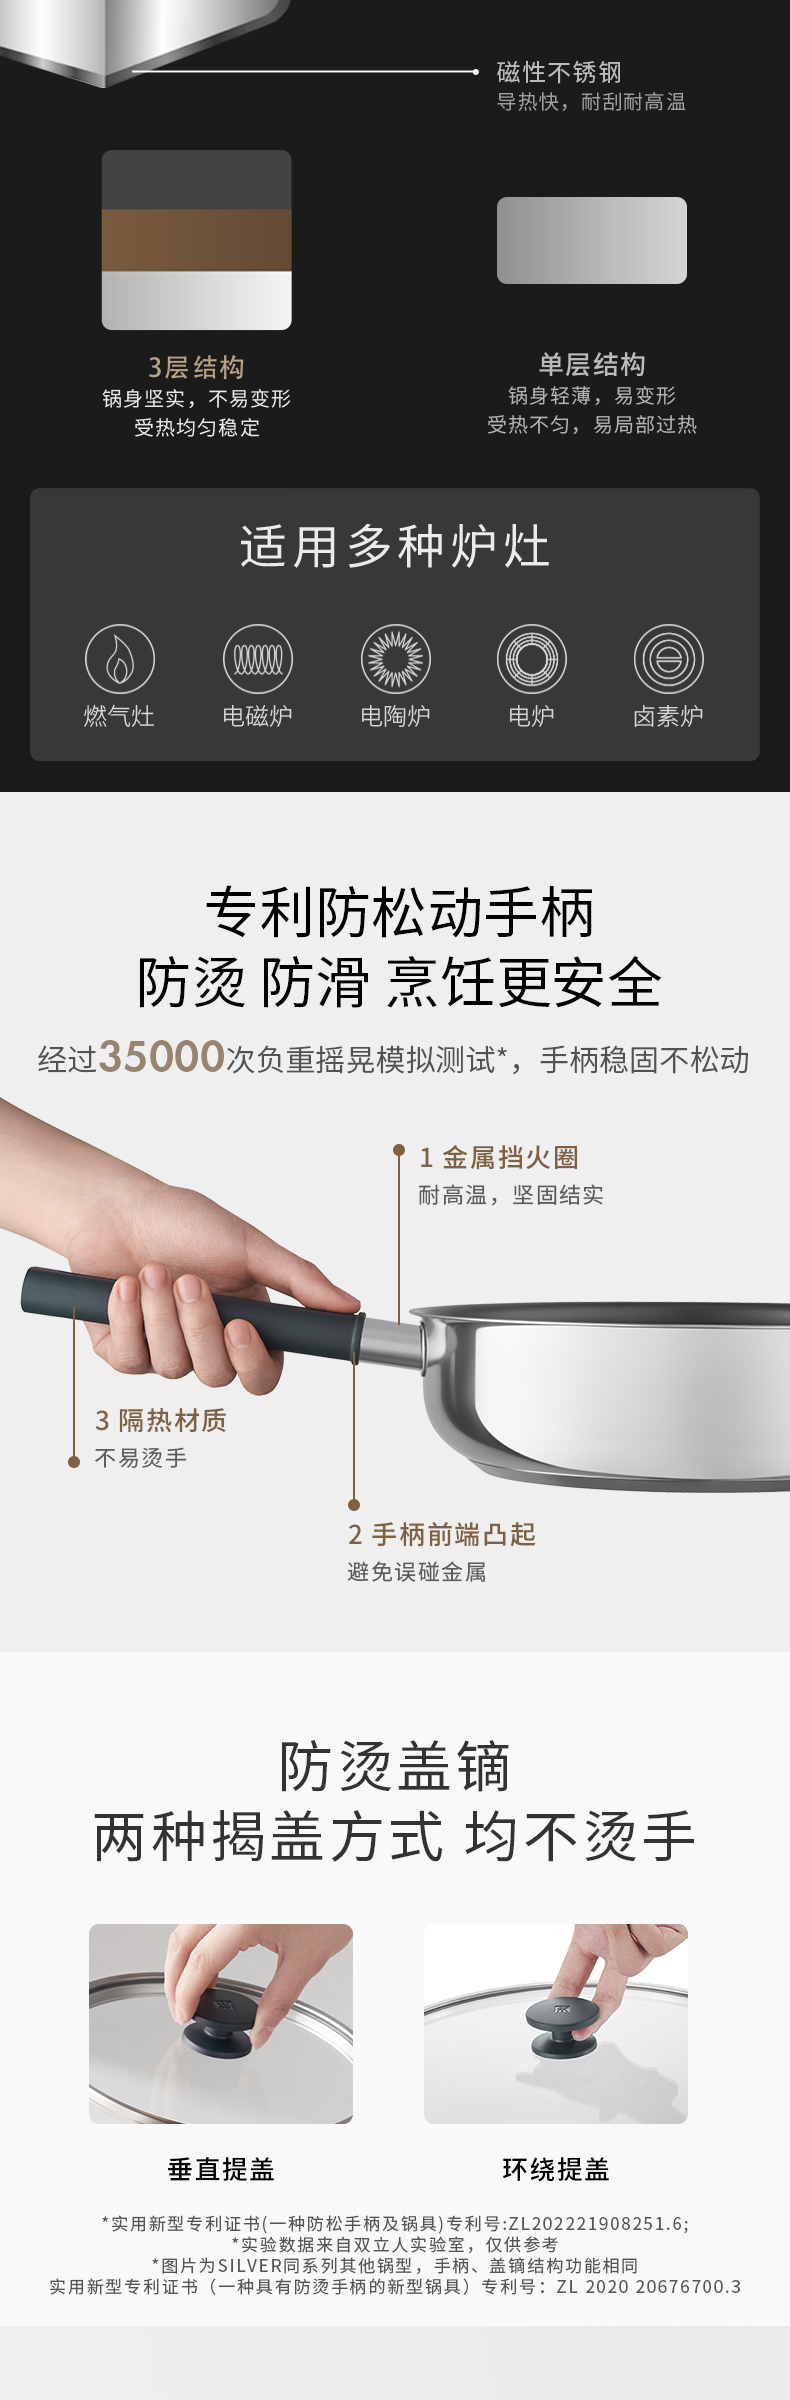 磁性不锈钢
导热快，耐刮耐高温
3层结构
锅身坚实，不易变形
受热均匀稳定
单层结构
锅身轻薄，易变形
受热不匀，易局部过热
适用多种炉灶
燃气灶
电磁炉
电陶炉
电炉
卤素炉
专利防松动手柄
防烫 防滑 烹饪更安全
经过35000次负重摇晃模拟测试*，手柄稳固不松动
1 金属挡火圈
耐高温，坚固结实
3 隔热材质
不易烫手
2 手柄前端凸起
避免误碰金属
防烫盖镝
两种揭盖方式 均不烫手
垂直提盖
环绕提盖
*实用新型专利证书(一种防松手柄及锅具)专利号:ZL202221908251.6;
*实验数据来自双立人实验室，仅供参考
*图片为SILVER同系列其他锅型，手柄、盖镝结构功能相同
实用新型专利证书（一种具有防烫手柄的新型锅具）专利号：ZL 2020 20676700.3